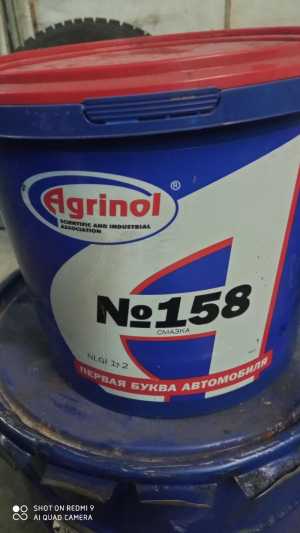 Agrinol®
SCIENTIFIC AND INDUSTRIAL
ASSOCIATION
№158
СМАЗКА
NLGI 1; 2
ПЕРВАЯ БУКВА АВТОМОБИЛЯ
SHOT ON REDMI 9
AI QUAD CAMERA